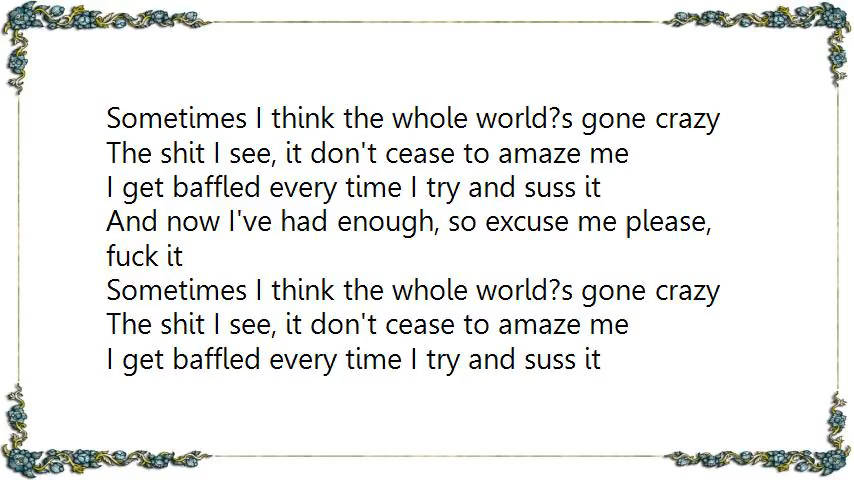 Sometimes I think the whole world?s gone crazy
The shit I see, it don't cease to amaze me
I get baffled every time I try and suss it
And now I've had enough, so excuse me please,
fuck it
Sometimes I think the whole world?s gone crazy
The shit I see, it don't cease to amaze me
I get baffled every time I try and suss it